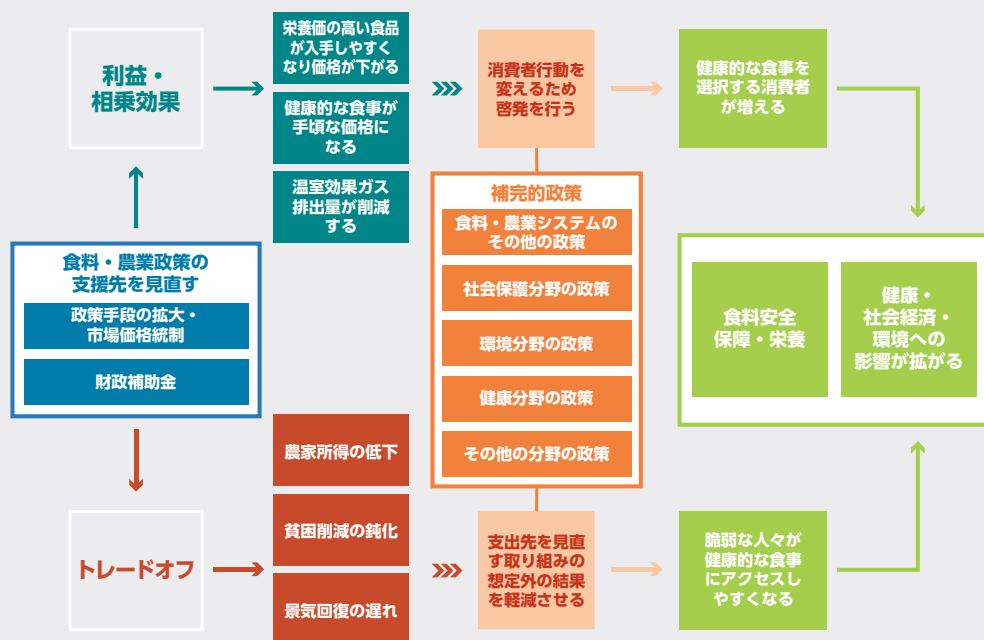 利益・
相乗効果
栄養価の高い食品
が入手しやすく
なり価格が下がる
健康的な食事が
手頃な価格に
なる
温室効果ガス
排出量が削減
する
消費者行動を
変えるため
啓発を行う
健康的な食事を
選択する消費者
が増える
食料・農業政策の
支援先を見直す
政策手段の拡大・
市場価格統制
財政補助金
補完的政策
食料・農業システムの
その他の政策
社会保護分野の政策
環境分野の政策
健康分野の政策
その他の分野の政策
食料安全
保障・栄養
健康・
社会経済・
環境への
影響が拡がる
トレードオフ
農家所得の低下
貧困削減の鈍化
景気回復の遅れ
支出先を見直
す取り組みの
想定外の結果
を軽減させる
脆弱な人々が
健康的な食事
にアクセスし
やすくなる